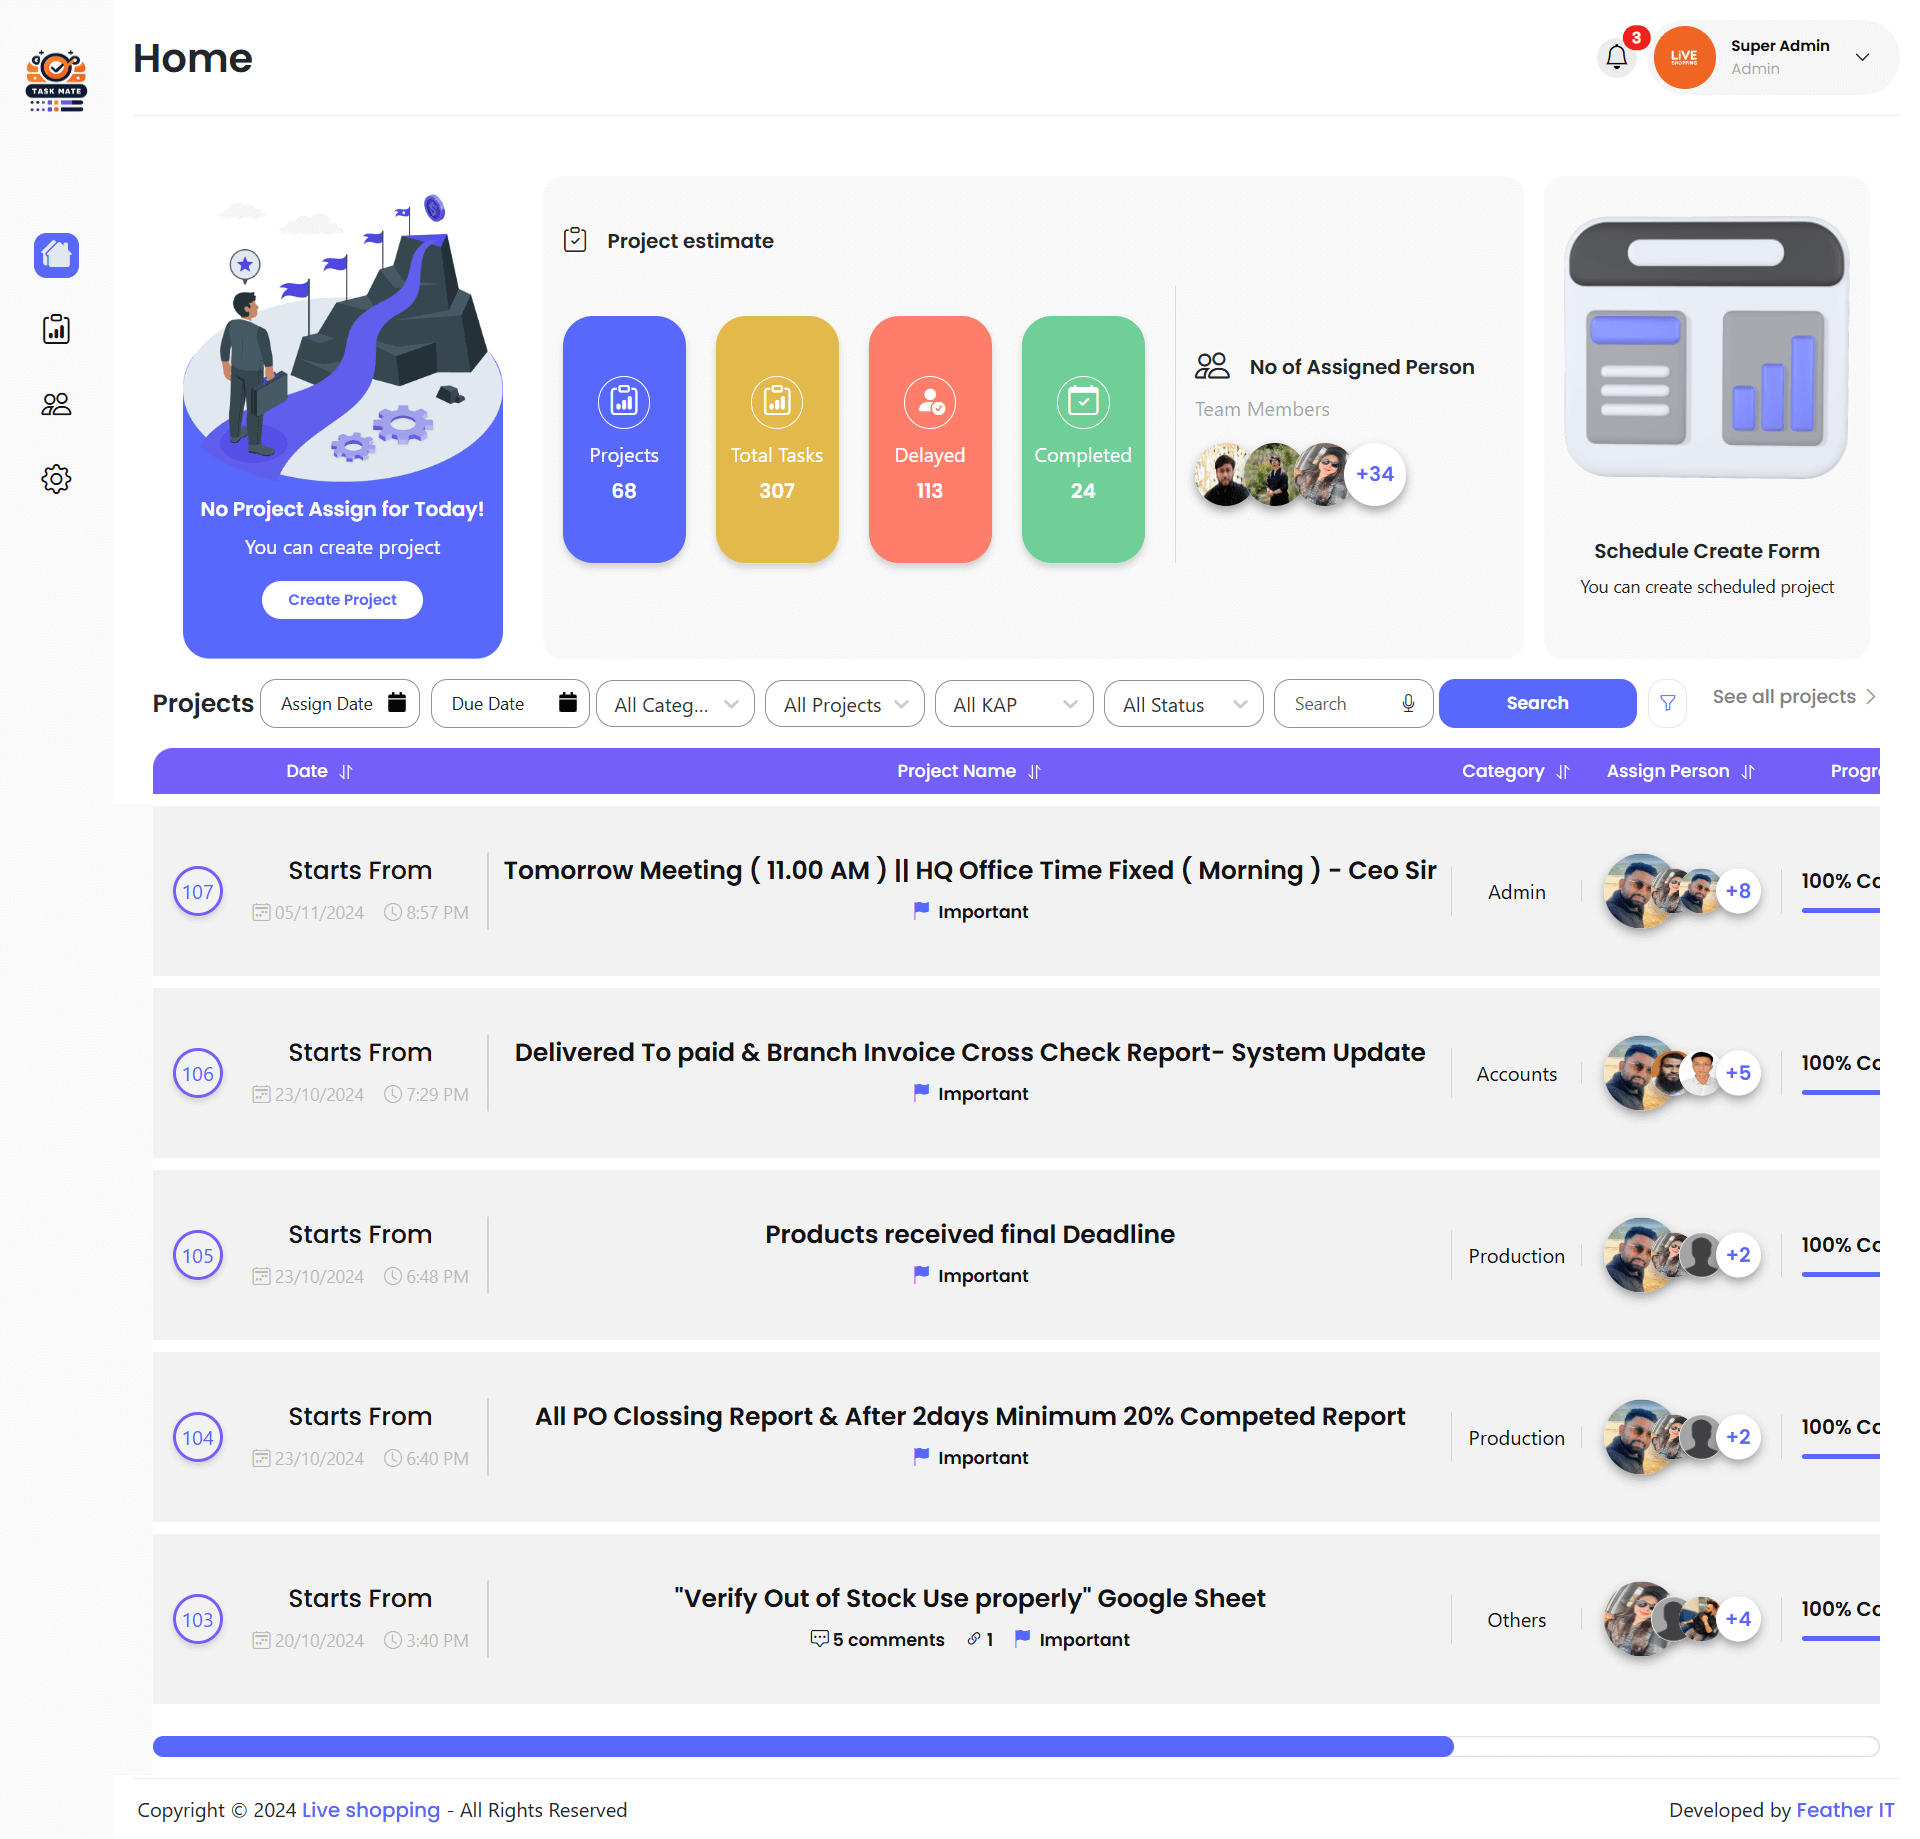 TASK MATE
Home
3
LiVE
SHOPPING
Super Admin
Admin
No Project Assign for Today!
You can create project
Create Project
Project estimate
Projects
68
Total Tasks
307
Delayed
113
Completed
24
No of Assigned Person
Team Members
+34
Schedule Create Form
You can create scheduled project
Projects
Assign Date
Due Date
All Categ...
All Projects
All KAP
All Status
Search
Search
See all projects
Date
Project Name
Category
Assign Person
Progr
107
Starts From
05/11/2024
8:57 PM
Tomorrow Meeting ( 11.00 AM ) || HQ Office Time Fixed ( Morning ) - Ceo Sir
Important
Admin
+8
100% Co
106
Starts From
23/10/2024
7:29 PM
Delivered To paid & Branch Invoice Cross Check Report- System Update
Important
Accounts
+5
100% Co
105
Starts From
23/10/2024
6:48 PM
Products received final Deadline
Important
Production
+2
100% Co
104
Starts From
23/10/2024
6:40 PM
All PO Clossing Report & After 2days Minimum 20% Competed Report
Important
Production
+2
100% Co
103
Starts From
20/10/2024
3:40 PM
"Verify Out of Stock Use properly" Google Sheet
5 comments
1
Important
Others
+4
100% Co
Copyright © 2024 Live shopping - All Rights Reserved
Developed by Feather IT